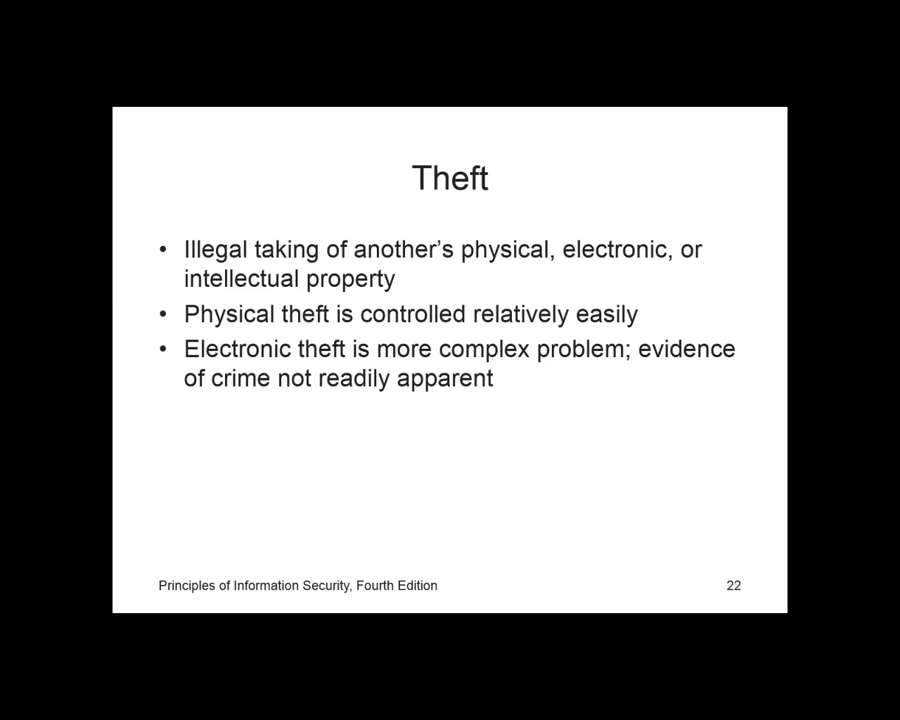 Theft
• Illegal taking of another’s physical, electronic, or
intellectual property
• Physical theft is controlled relatively easily
• Electronic theft is more complex problem; evidence
of crime not readily apparent
Principles of Information Security, Fourth Edition
22